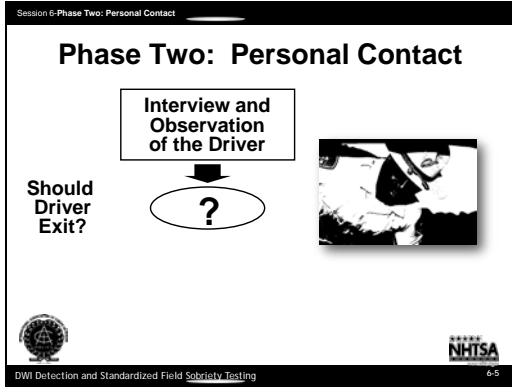 Session 6-Phase Two: Personal Contact
Phase Two: Personal Contact
Interview and
Observation
of the Driver
Should
Driver
Exit?
?
NHTSA
DWI Detection and Standardized Field Sobriety Testing
6-5